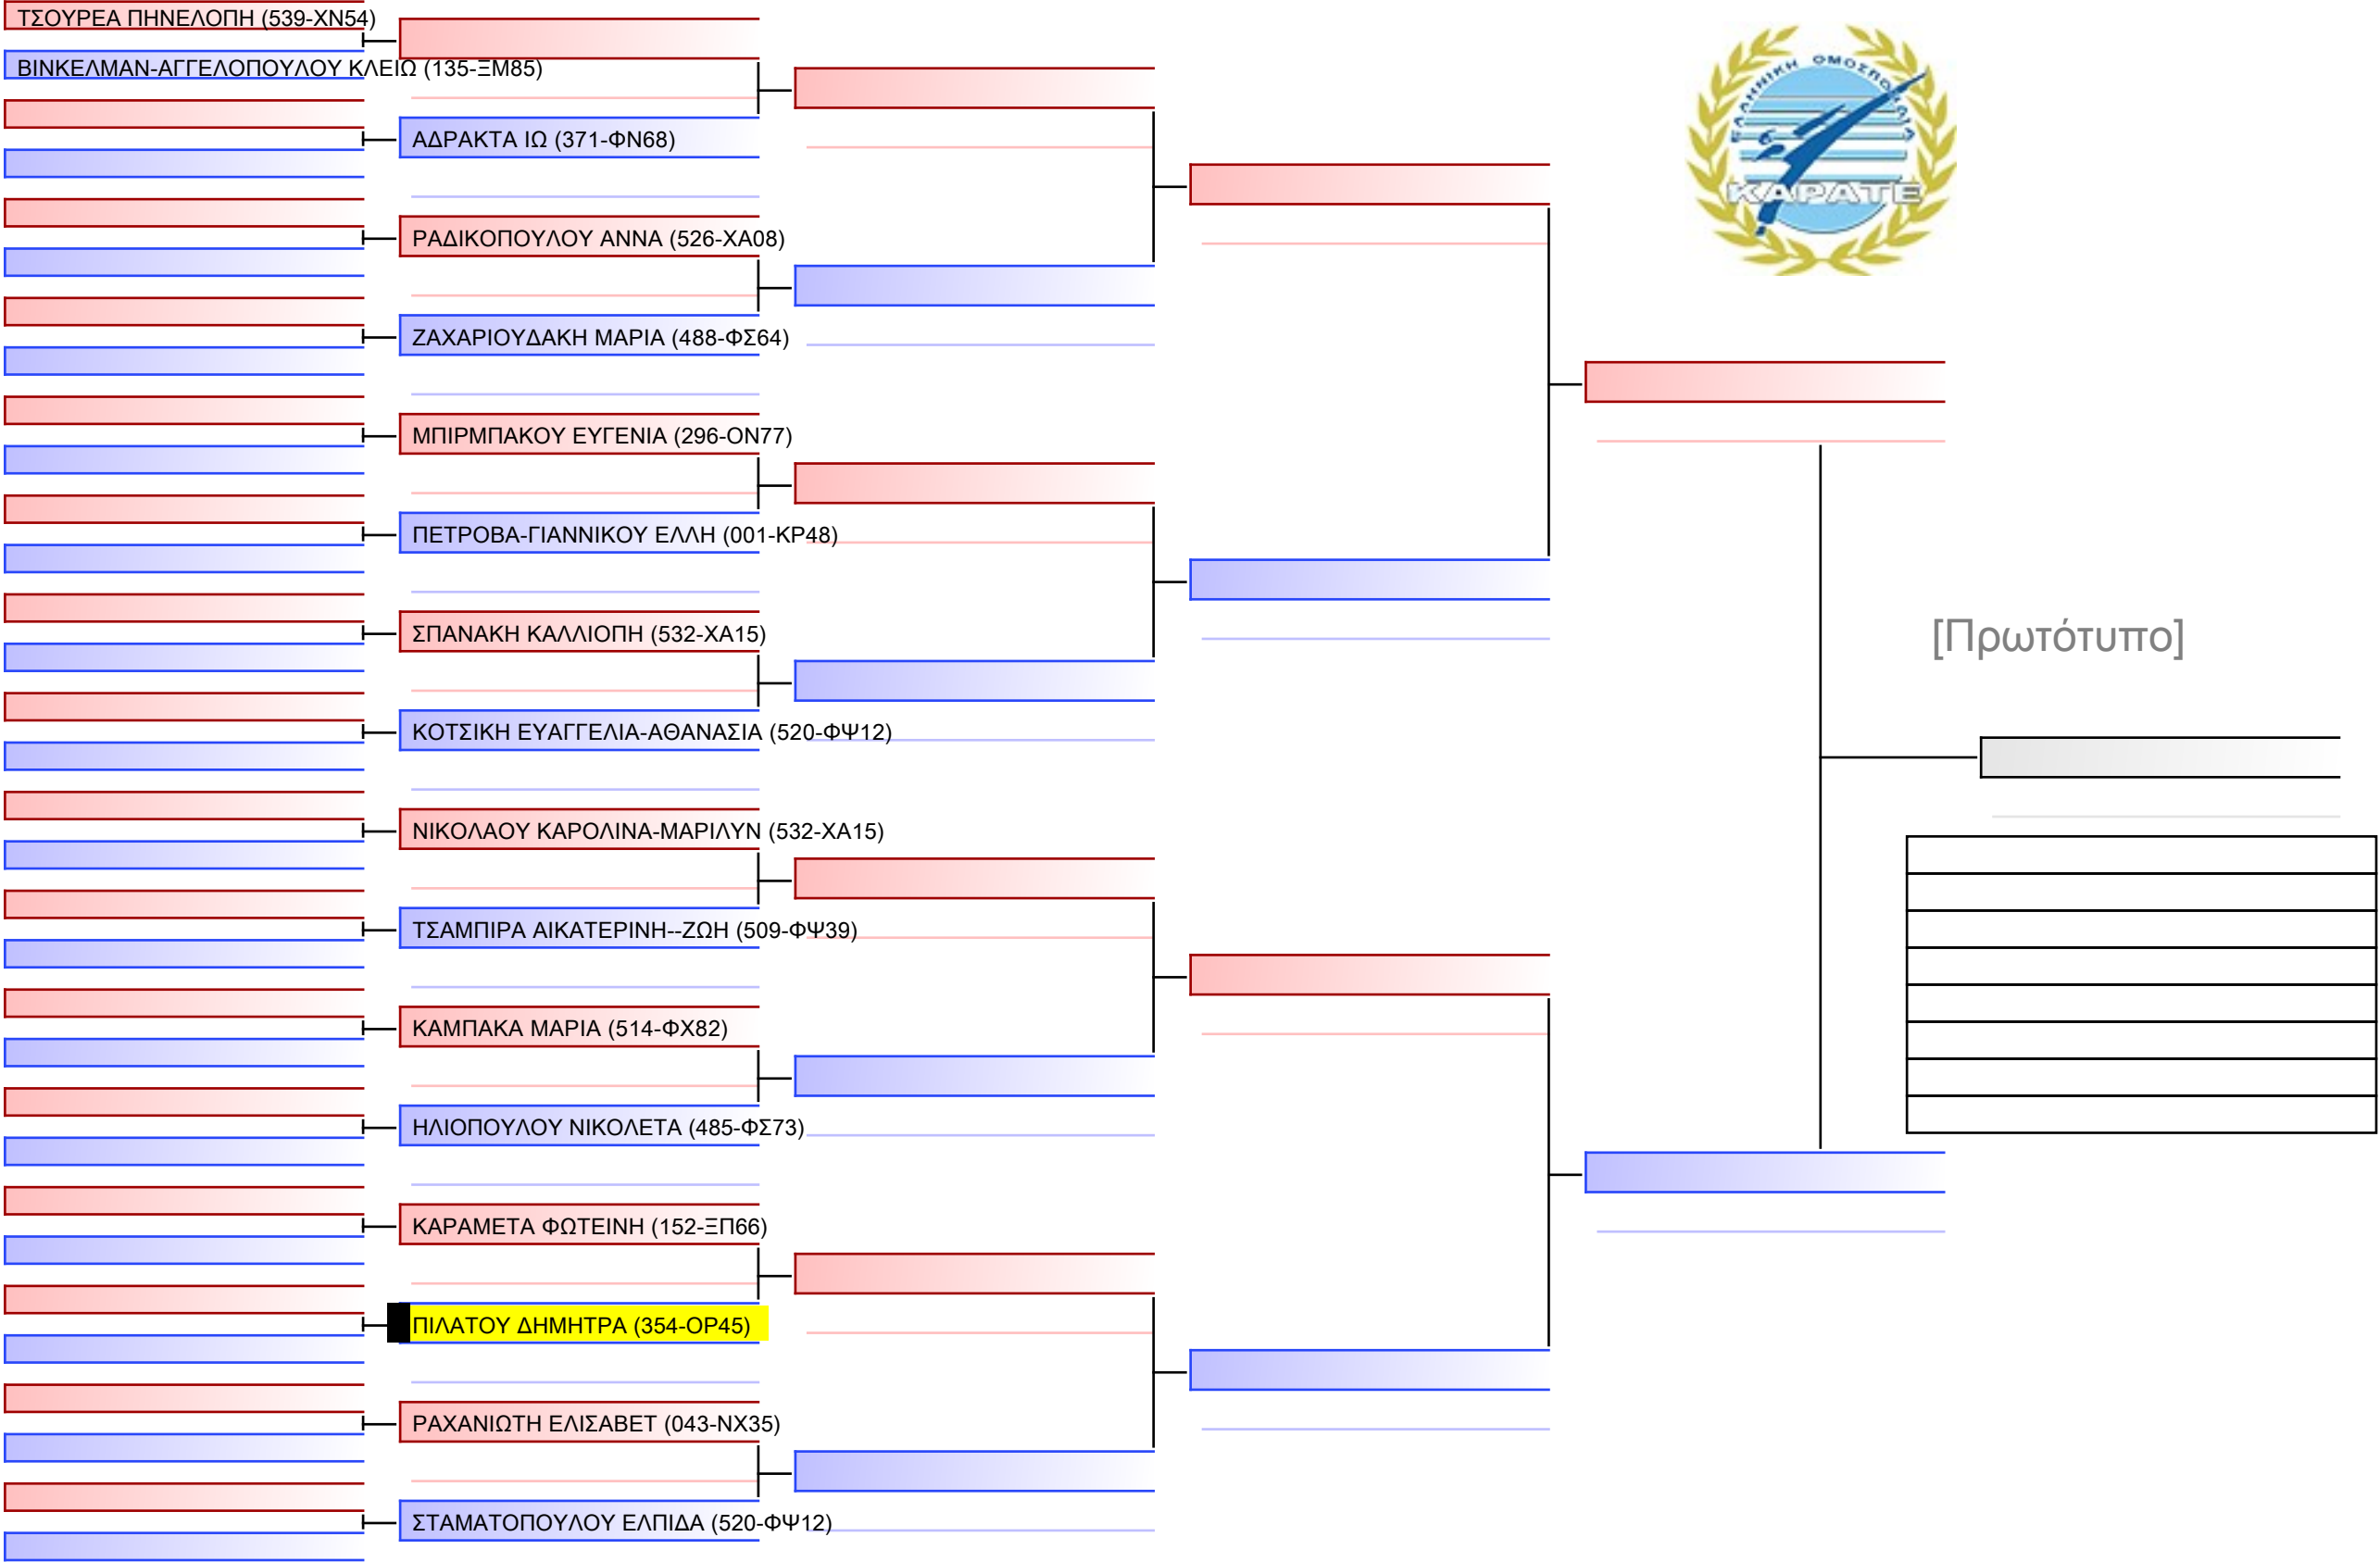 ΤΣΟΥΡΕΑ ΠΗΝΕΛΟΠΗ (539-ΧΝ54)
ΒΙΝΚΕΛΜΑΝ-ΑΓΓΕΛΟΠΟΥΛΟΥ ΚΛΕΙΩ (135-ΞΜ85)
ΕΛΛΗΝΙΚΗ ΟΜΟΣΠΟΝΔΙΑ
ΚΑΡΑΤΕ
ΑΔΡΑΚΤΑ ΙΩ (371-ΦΝ68)
ΡΑΔΙΚΟΠΟΥΛΟΥ ΑΝΝΑ (526-ΧΑ08)
ΖΑΧΑΡΙΟΥΔΑΚΗ ΜΑΡΙΑ (488-ΦΣ64)
ΜΠΙΡΜΠΑΚΟΥ ΕΥΓΕΝΙΑ (296-ΟΝ77)
ΠΕΤΡΟΒΑ-ΓΙΑΝΝΙΚΟΥ ΕΛΛΗ (001-ΚΡ48)
ΣΠΑΝΑΚΗ ΚΑΛΛΙΟΠΗ (532-ΧΑ15)
[Πρωτότυπο]
ΚΟΤΣΙΚΗ ΕΥΑΓΓΕΛΙΑ-ΑΘΑΝΑΣΙΑ (520-ΦΨ12)
ΝΙΚΟΛΑΟΥ ΚΑΡΟΛΙΝΑ-ΜΑΡΙΛΥΝ (532-ΧΑ15)
ΤΣΑΜΠΙΡΑ ΑΙΚΑΤΕΡΙΝΗ--ΖΩΗ (509-ΦΨ39)
ΚΑΜΠΑΚΑ ΜΑΡΙΑ (514-ΦΧ82)
ΗΛΙΟΠΟΥΛΟΥ ΝΙΚΟΛΕΤΑ (485-ΦΣ73)
ΚΑΡΑΜΕΤΑ ΦΩΤΕΙΝΗ (152-ΞΠ66)
ΠΙΛΑΤΟΥ ΔΗΜΗΤΡΑ (354-ΟΡ45)
ΡΑΧΑΝΙΩΤΗ ΕΛΙΣΑΒΕΤ (043-ΝΧ35)
ΣΤΑΜΑΤΟΠΟΥΛΟΥ ΕΛΠΙΔΑ (520-ΦΨ12)